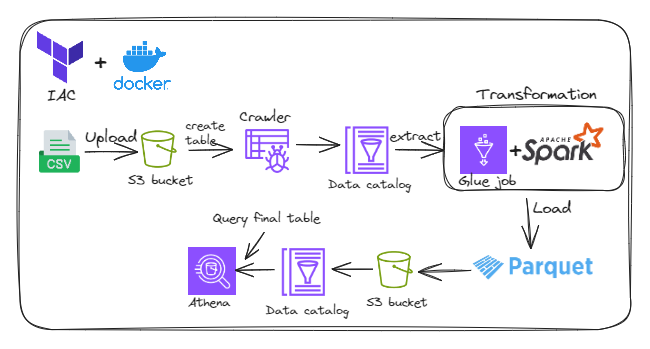 +
docker
IAC
Transformation
CSV
Upload
S3 bucket
create
table
Crawler
Data catalog
extract
Glue job
+
APACHE
Spark
Load
Parquet
S3 bucket
Data catalog
Query final table
Athena